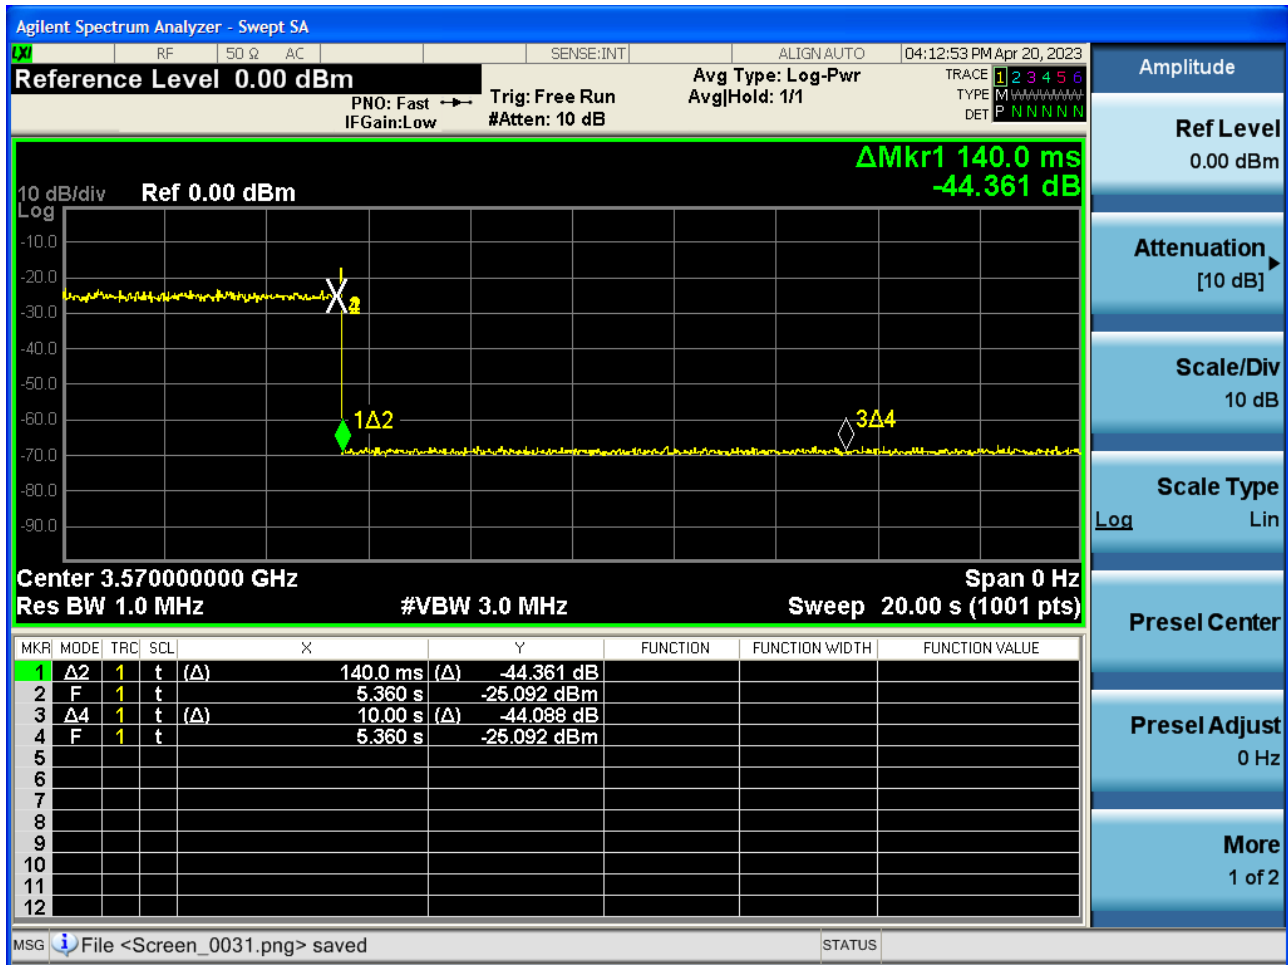 Agilent Spectrum Analyzer - Swept SA
LXI RF 50 Ω AC SENSE:INT ALIGN AUTO 04:12:53 PM Apr 20, 2023
Reference Level 0.00 dBm
PNO: Fast
IFGain:Low
Trig: Free Run
#Atten: 10 dB
Avg Type: Log-Pwr
Avg|Hold: 1/1
TRACE 1 2 3 4 5 6
TYPE M
DET P N N N N N
ΔMkr1 140.0 ms
-44.361 dB
10 dB/div Ref 0.00 dBm
Log
-10.0
-20.0
-30.0
-40.0
-50.0
-60.0
-70.0
-80.0
-90.0
1Δ2
3Δ4
Center 3.570000000 GHz Span 0 Hz
Res BW 1.0 MHz #VBW 3.0 MHz Sweep 20.00 s (1001 pts)
MKR MODE TRC SCL X Y FUNCTION FUNCTION WIDTH FUNCTION VALUE
1 Δ2 1 t (Δ) 140.0 ms (Δ) -44.361 dB
2 F 1 t 5.360 s -25.092 dBm
3 Δ4 1 t (Δ) 10.00 s (Δ) -44.088 dB
4 F 1 t 5.360 s -25.092 dBm
5
6
7
8
9
10
11
12
MSG File <Screen_0031.png> saved STATUS
Amplitude
Ref Level
0.00 dBm
Attenuation
[10 dB]
Scale/Div
10 dB
Scale Type
Log Lin
Presel Center
Presel Adjust
0 Hz
More
1 of 2